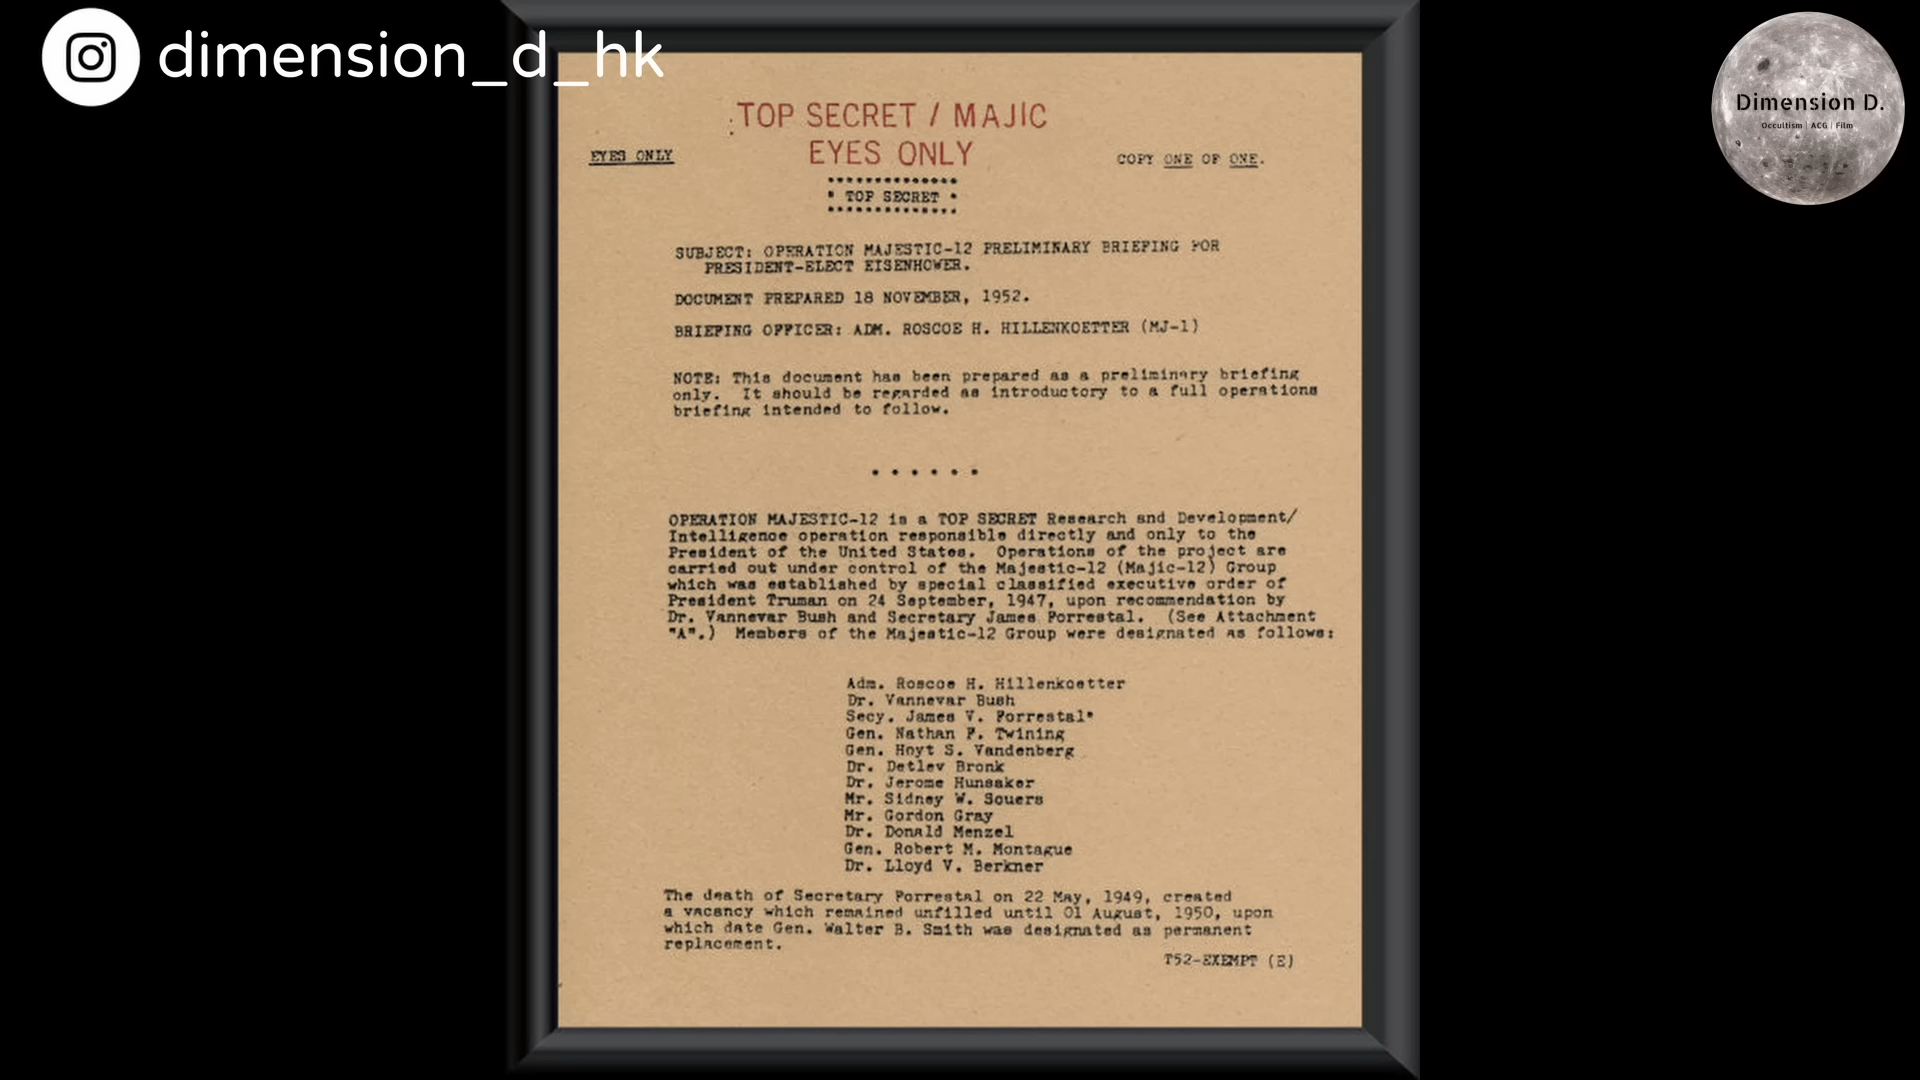 dimension_d_hk
Dimension D.
Occultism | ACG | Film
TOP SECRET / MAJIC
EYES ONLY
EYES ONLY
COPY ONE OF ONE.
* TOP SECRET *
SUBJECT: OPERATION MAJESTIC-12 PRELIMINARY BRIEFING FOR
PRESIDENT-ELECT EISENHOWER.
DOCUMENT PREPARED 18 NOVEMBER, 1952.
BRIEFING OFFICER: ADM. ROSCOE H. HILLENKOETTER (MJ-1)
NOTE: This document has been prepared as a preliminary briefing
only. It should be regarded as introductory to a full operations
briefing intended to follow.
* * * * * *
OPERATION MAJESTIC-12 is a TOP SECRET Research and Development/
Intelligence operation responsible directly and only to the
President of the United States. Operations of the project are
carried out under control of the Majestic-12 (Majic-12) Group
which was established by special classified executive order of
President Truman on 24 September, 1947, upon recommendation by
Dr. Vannevar Bush and Secretary James Forrestal. (See Attachment
"A".) Members of the Majestic-12 Group were designated as follows:
Adm. Roscoe H. Hillenkoetter
Dr. Vannevar Bush
Secy. James V. Forrestal*
Gen. Nathan F. Twining
Gen. Hoyt S. Vandenberg
Dr. Detlev Bronk
Dr. Jerome Hunsaker
Mr. Sidney W. Souers
Mr. Gordon Gray
Dr. Donald Menzel
Gen. Robert M. Montague
Dr. Lloyd V. Berkner
The death of Secretary Forrestal on 22 May, 1949, created
a vacancy which remained unfilled until 01 August, 1950, upon
which date Gen. Walter B. Smith was designated as permanent
replacement.
T52-EXEMPT (E)